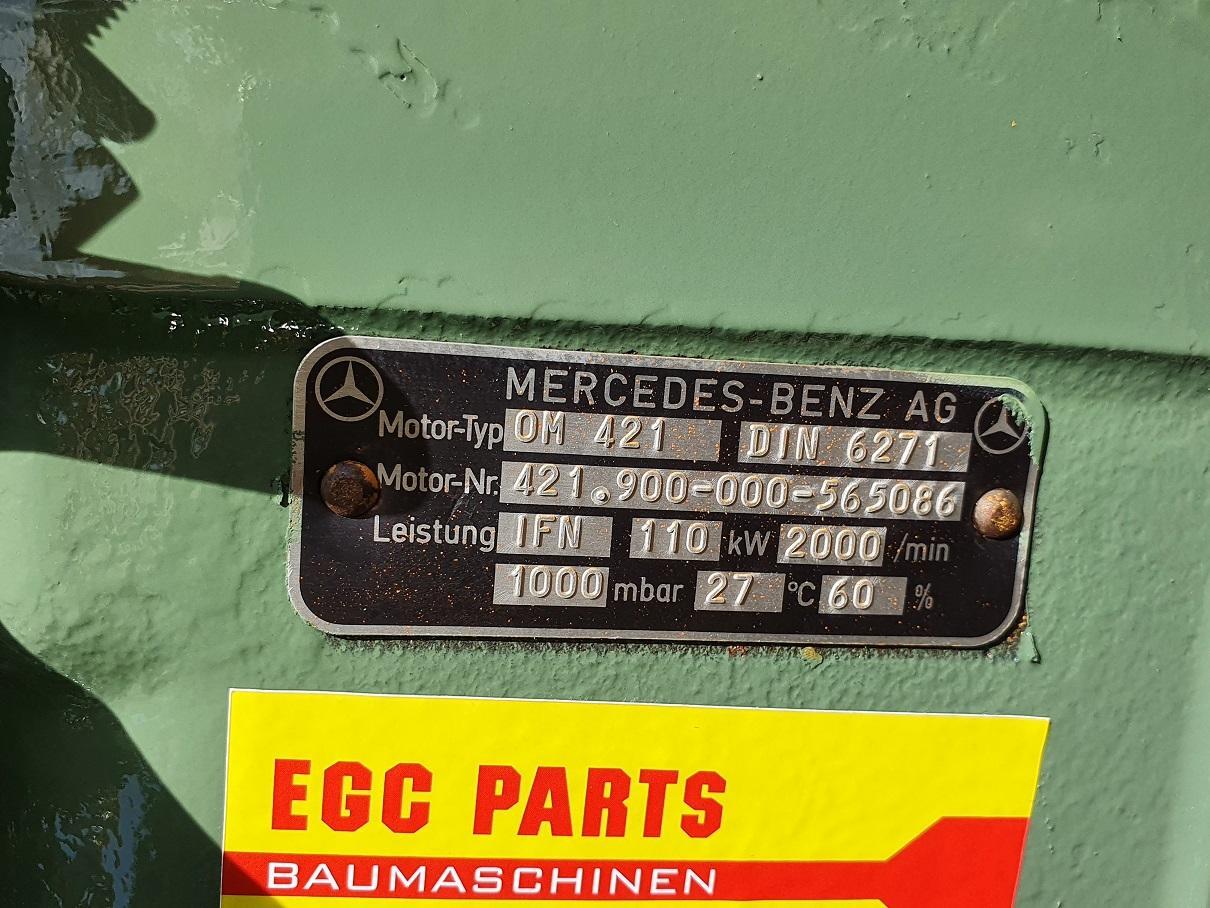 MERCEDES-BENZ AG
Motor-Typ OM 421 DIN 6271
Motor-Nr. 421.900-000-565086
Leistung IFN 110 kW 2000 /min
1000 mbar 27 °C 60 %
EGC PARTS
BAUMASCHINEN